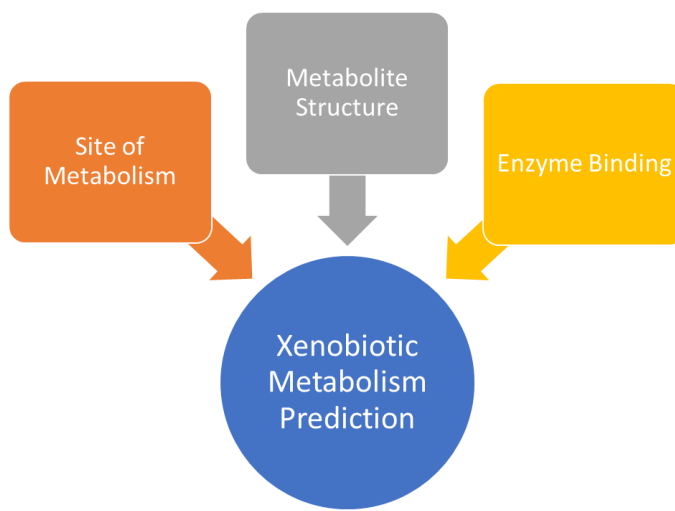 Metabolite
Structure
Site of
Metabolism
Enzyme Binding
Xenobiotic
Metabolism
Prediction